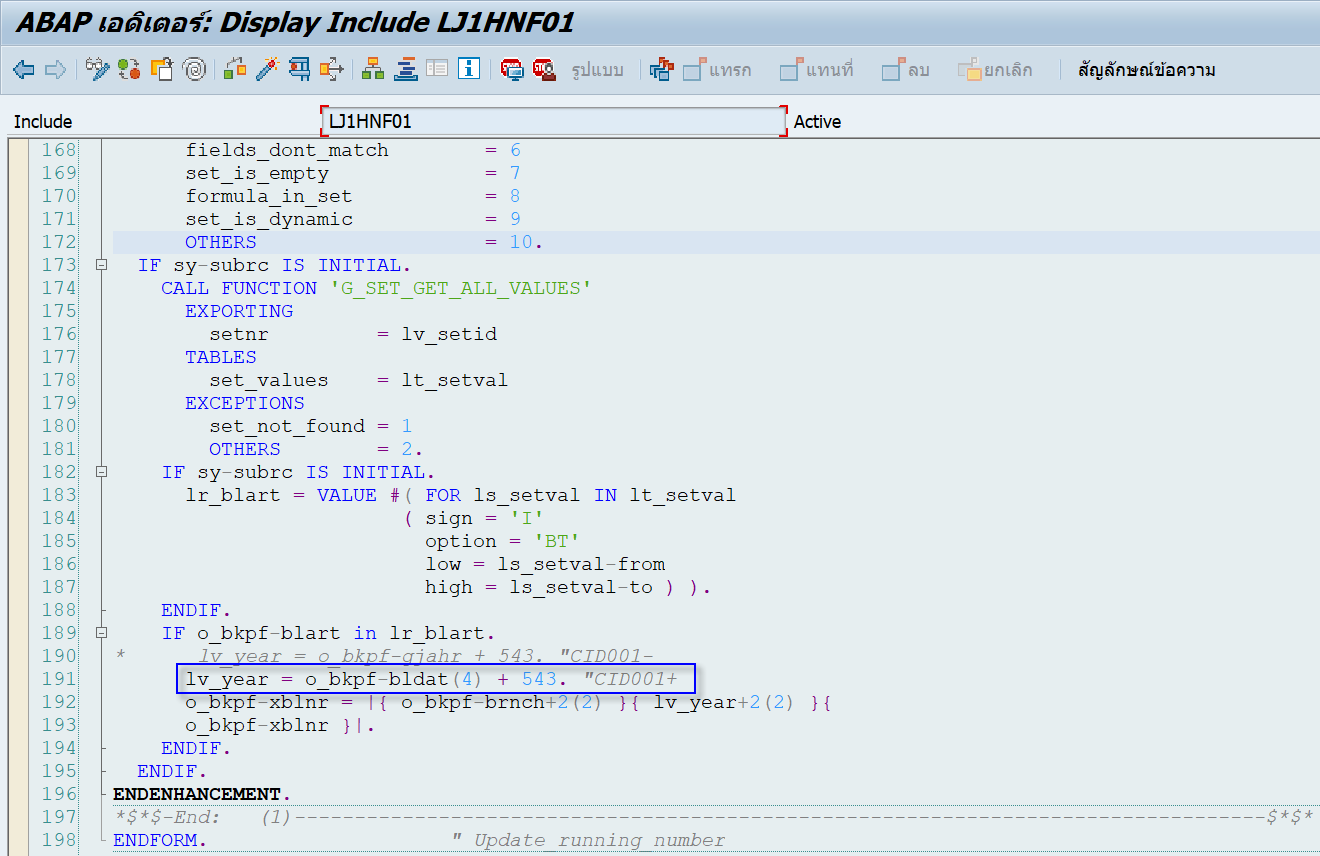 ABAP เอดิเตอร์: Display Include LJ1HNF01
รูปแบบ แทรก แทนที่ ลบ ยกเลิก สัญลักษณ์ข้อความ
Include LJ1HNF01 Active
168 fields_dont_match = 6
169 set_is_empty = 7
170 formula_in_set = 8
171 set_is_dynamic = 9
172 OTHERS = 10.
173 IF sy-subrc IS INITIAL.
174 CALL FUNCTION 'G_SET_GET_ALL_VALUES'
175 EXPORTING
176 setnr = lv_setid
177 TABLES
178 set_values = lt_setval
179 EXCEPTIONS
180 set_not_found = 1
181 OTHERS = 2.
182 IF sy-subrc IS INITIAL.
183 lr_blart = VALUE #( FOR ls_setval IN lt_setval
184 ( sign = 'I'
185 option = 'BT'
186 low = ls_setval-from
187 high = ls_setval-to ) ).
188 ENDIF.
189 IF o_bkpf-blart in lr_blart.
190 * lv_year = o_bkpf-gjahr + 543. "CID001-
191 lv_year = o_bkpf-bldat(4) + 543. "CID001+
192 o_bkpf-xblnr = |{ o_bkpf-brnch+2(2) }{ lv_year+2(2) }{
193 o_bkpf-xblnr }|.
194 ENDIF.
195 ENDIF.
196 ENDENHANCEMENT.
197 *$*$-End: (1)---------------------------------------------------------------------------------$*$*
198 ENDFORM. " Update_running_number